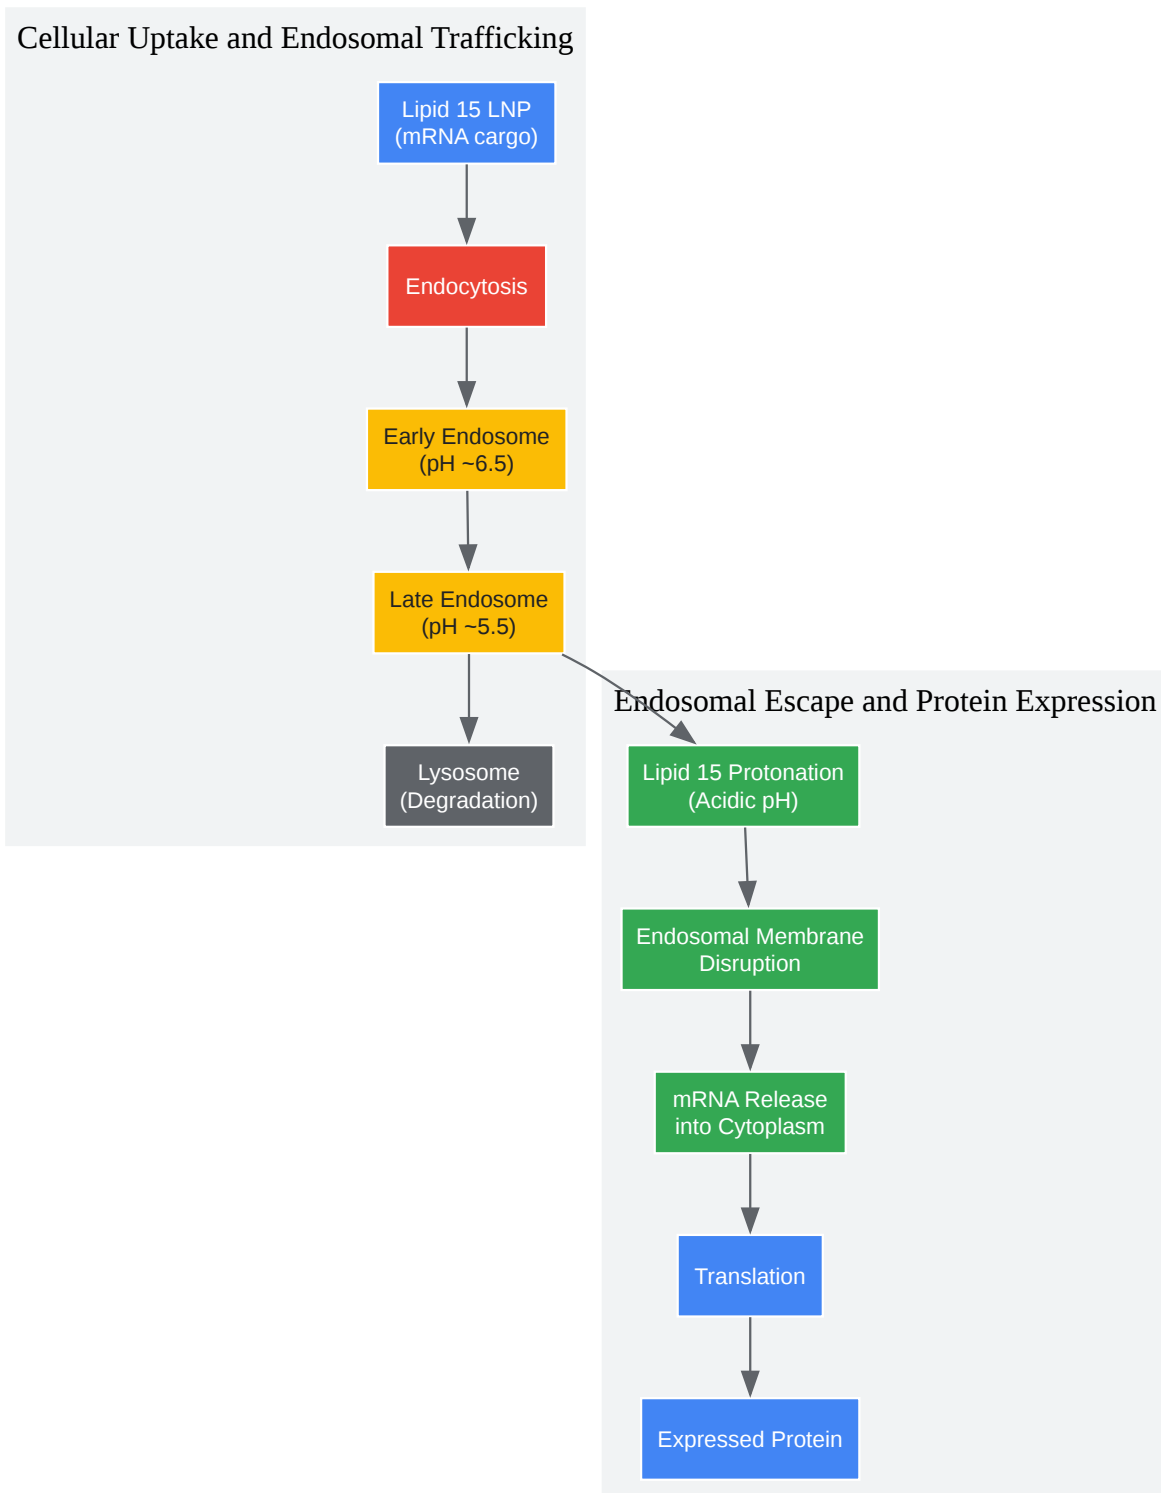 Cellular Uptake and Endosomal Trafficking
Lipid 15 LNP
(mRNA cargo)
Endocytosis
Early Endosome
(pH ~6.5)
Late Endosome
(pH ~5.5)
Lysosome
(Degradation)
Endosomal Escape and Protein Expression
Lipid 15 Protonation
(Acidic pH)
Endosomal Membrane
Disruption
mRNA Release
into Cytoplasm
Translation
Expressed Protein